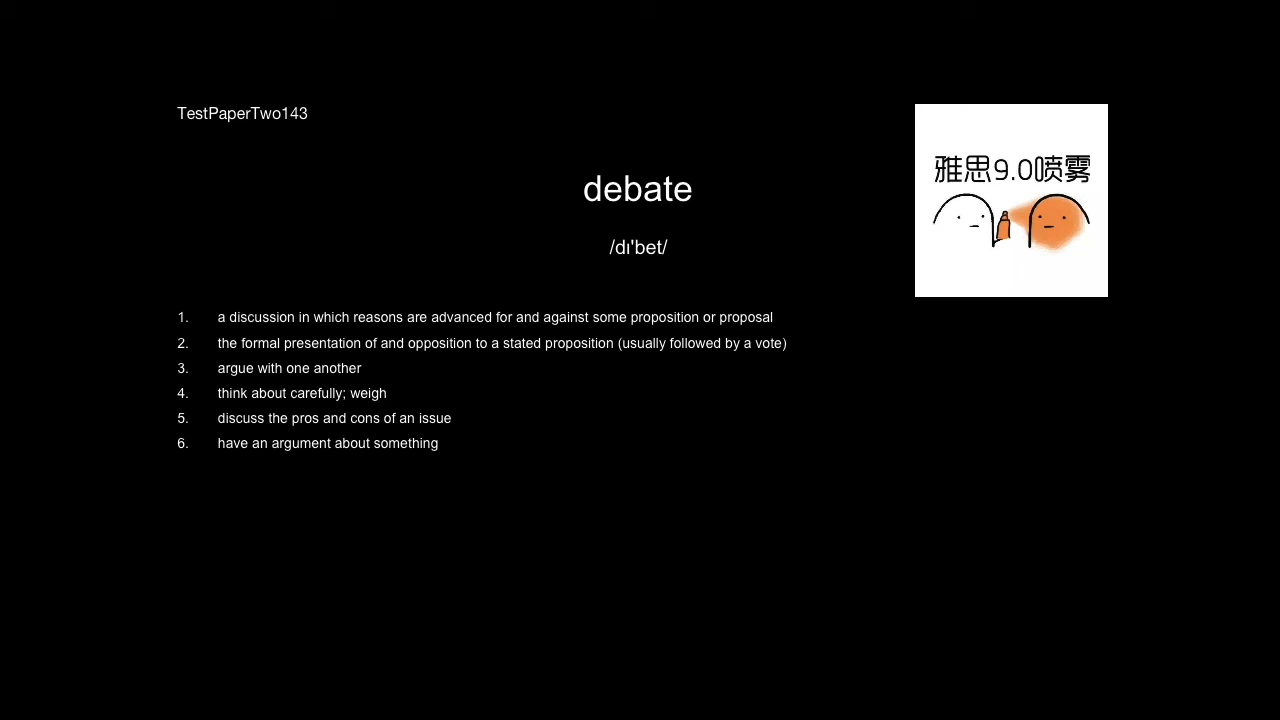 TestPaperTwo143
雅思9.0喷雾
debate
/dɪ'bet/
1. a discussion in which reasons are advanced for and against some proposition or proposal
2. the formal presentation of and opposition to a stated proposition (usually followed by a vote)
3. argue with one another
4. think about carefully; weigh
5. discuss the pros and cons of an issue
6. have an argument about something